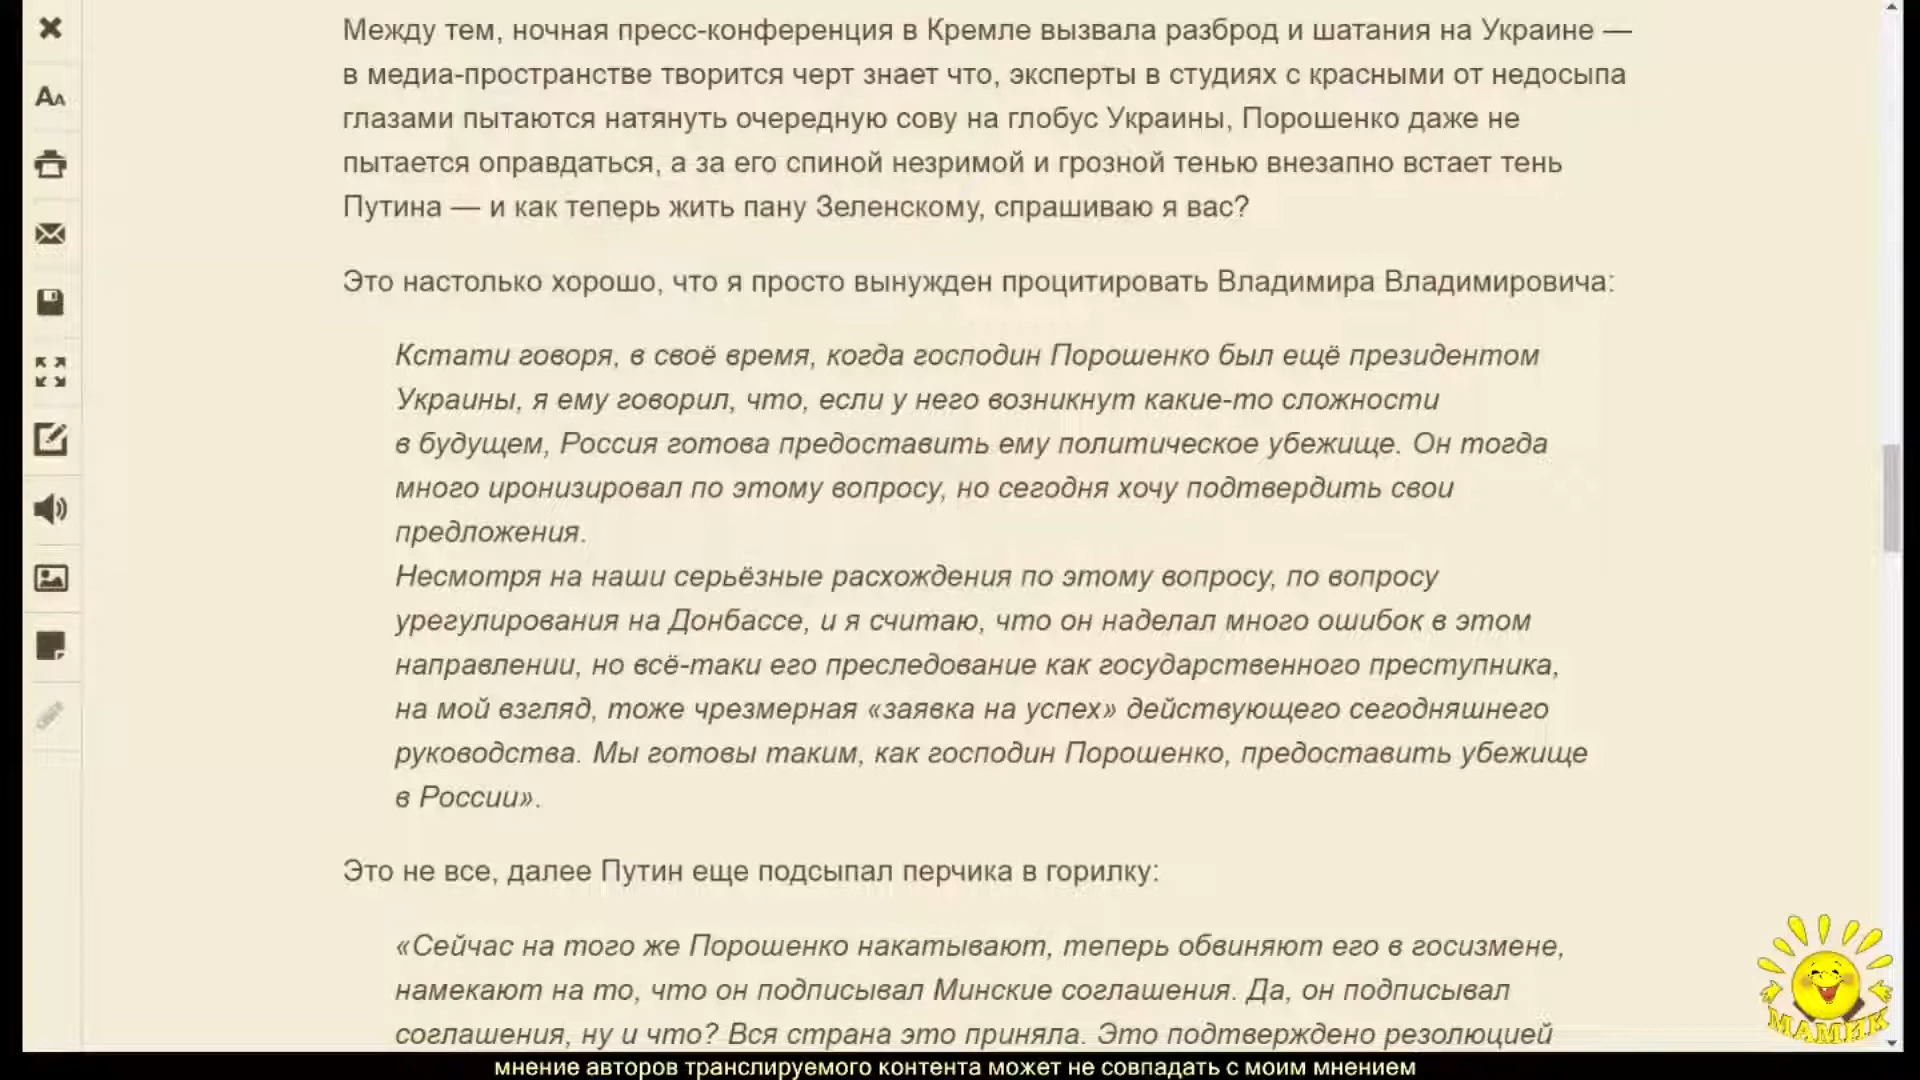 Между тем, ночная пресс-конференция в Кремле вызвала разброд и шатания на Украине —
в медиа-пространстве творится черт знает что, эксперты в студиях с красными от недосыпа
глазами пытаются натянуть очередную сову на глобус Украины, Порошенко даже не
пытается оправдаться, а за его спиной незримой и грозной тенью внезапно встает тень
Путина — и как теперь жить пану Зеленскому, спрашиваю я вас?
Это настолько хорошо, что я просто вынужден процитировать Владимира Владимировича:
Кстати говоря, в своё время, когда господин Порошенко был ещё президентом
Украины, я ему говорил, что, если у него возникнут какие-то сложности
в будущем, Россия готова предоставить ему политическое убежище. Он тогда
много иронизировал по этому вопросу, но сегодня хочу подтвердить свои
предложения.
Несмотря на наши серьёзные расхождения по этому вопросу, по вопросу
урегулирования на Донбассе, и я считаю, что он наделал много ошибок в этом
направлении, но всё-таки его преследование как государственного преступника,
на мой взгляд, тоже чрезмерная «заявка на успех» действующего сегодняшнего
руководства. Мы готовы таким, как господин Порошенко, предоставить убежище
в России».
Это не все, далее Путин еще подсыпал перчика в горилку:
«Сейчас на того же Порошенко накатывают, теперь обвиняют его в госизмене,
намекают на то, что он подписывал Минские соглашения. Да, он подписывал
соглашения, ну и что? Вся страна это приняла. Это подтверждено резолюцией
МАМИК
мнение авторов транслируемого контента может не совпадать с моим мнением